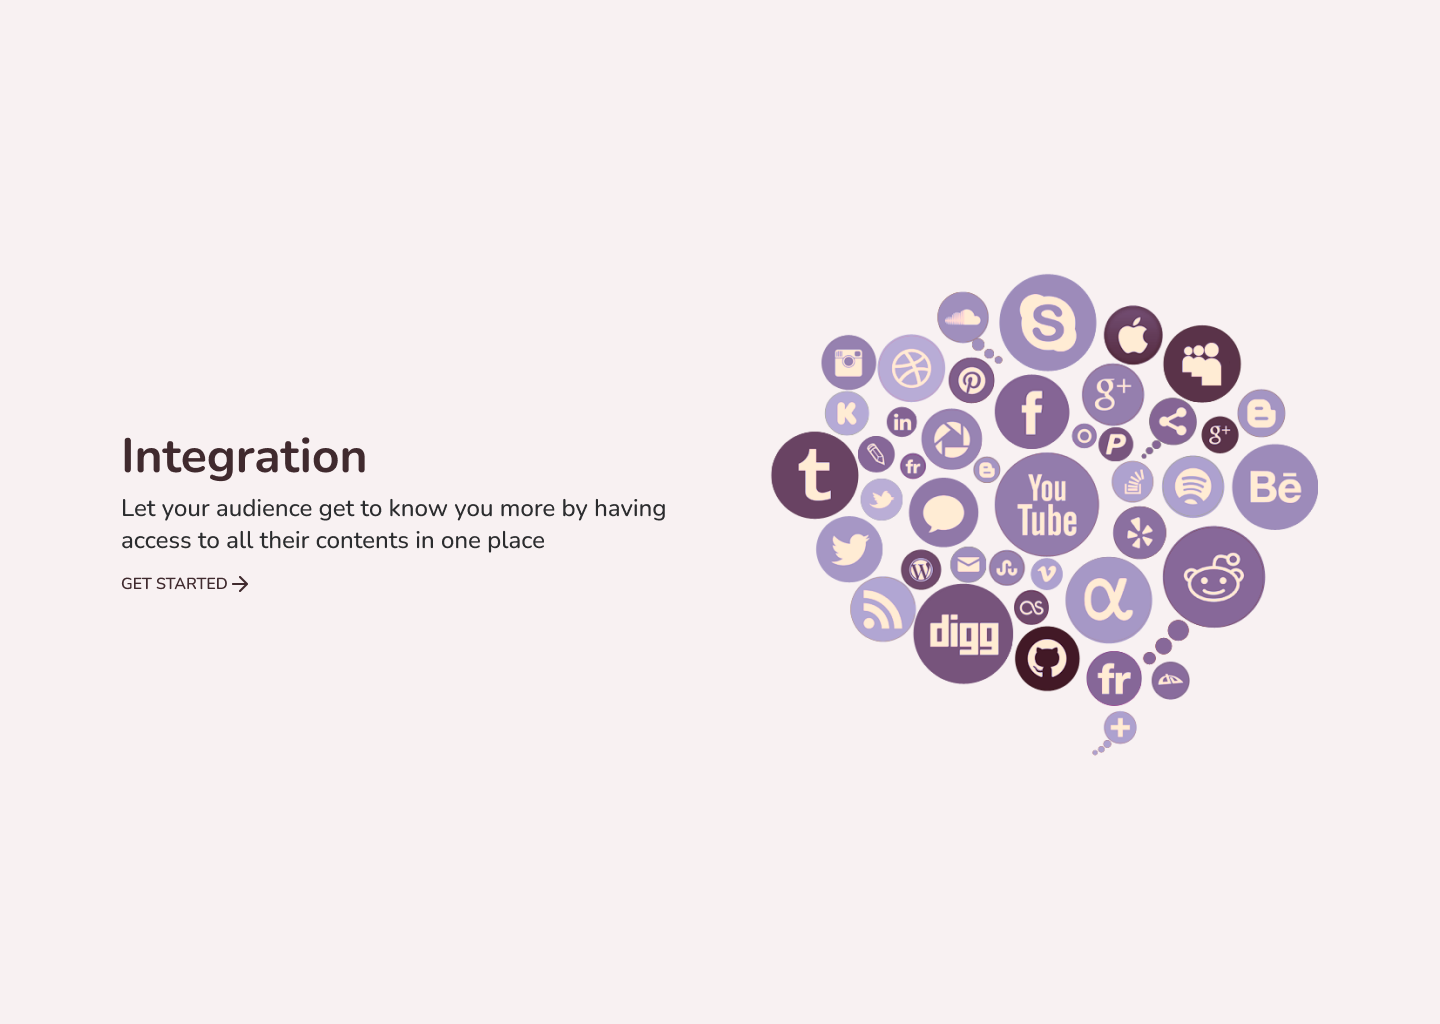 Integration
Let your audience get to know you more by having
access to all their contents in one place
GET STARTED
S
g+
f
K
in
P
g+
t
fr
B
You
Tube
Bē
W
as
α
digg
fr